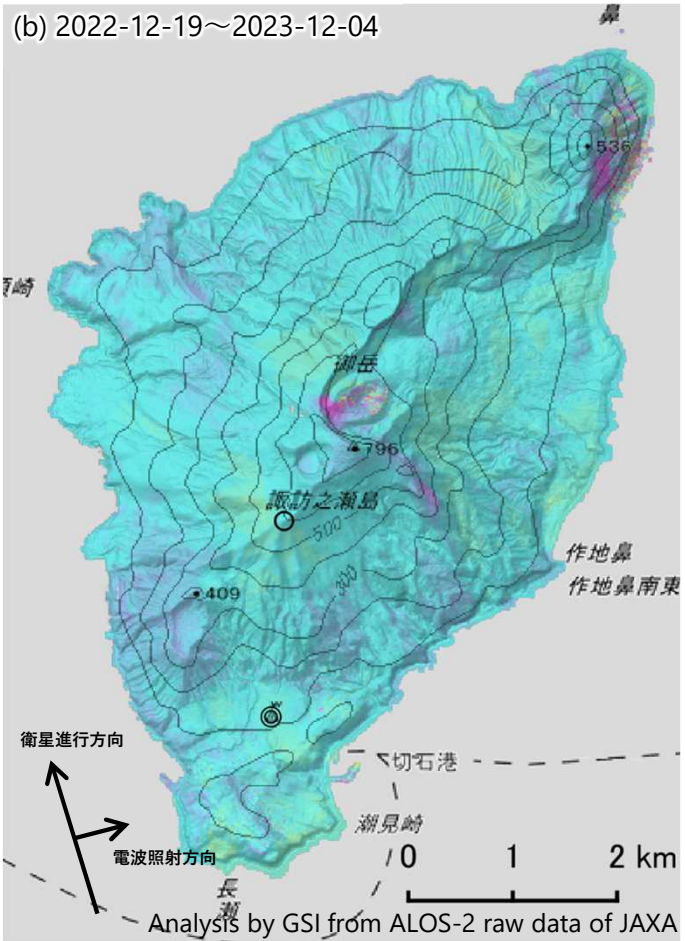 (b) 2022-12-19～2023-12-04
鼻
536
頂崎
御岳
796
諏訪之瀬島
500
300
作地鼻
作地鼻南東
409
衛星進行方向
切石港
潮見崎
電波照射方向
0 1 2 km
長瀬
Analysis by GSI from ALOS-2 raw data of JAXA